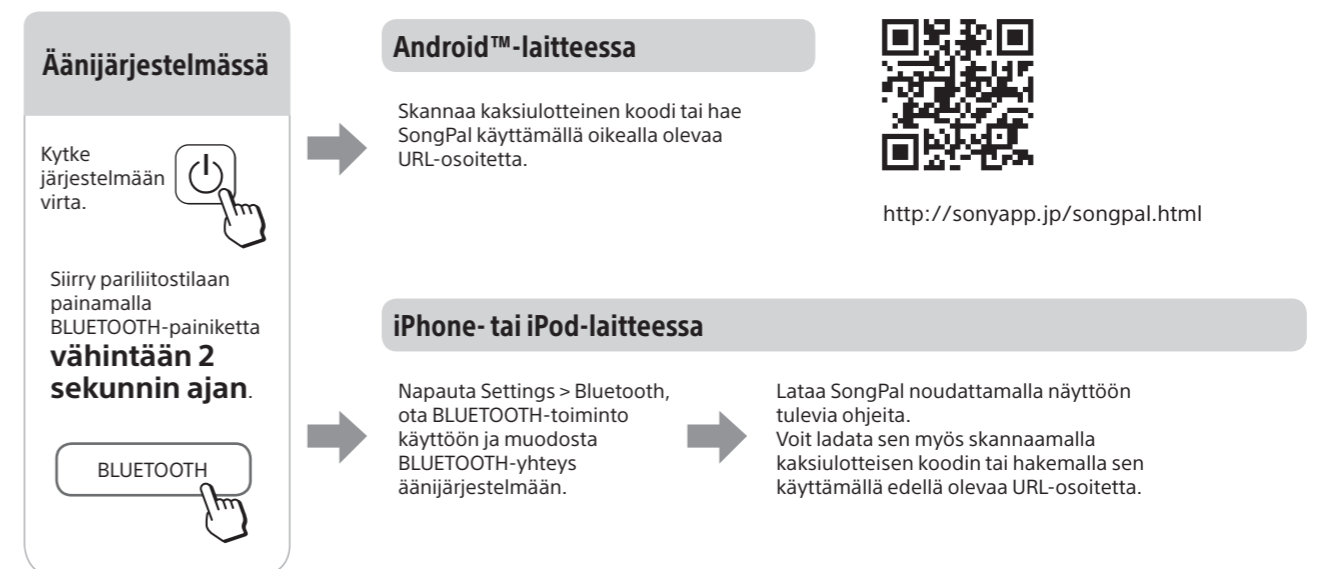 Äänijärjestelmässä
Kytke
järjestelmään
virta.
Siirry pariliitostilaan
painamalla
BLUETOOTH-painiketta
vähintään 2
sekunnin ajan.
BLUETOOTH
Android™-laitteessa
Skannaa kaksiulotteinen koodi tai hae
SongPal käyttämällä oikealla olevaa
URL-osoitetta.
http://sonyapp.jp/songpal.html
iPhone- tai iPod-laitteessa
Napauta Settings > Bluetooth,
ota BLUETOOTH-toiminto
käyttöön ja muodosta
BLUETOOTH-yhteys
äänijärjestelmään.
Lataa SongPal noudattamalla näyttöön
tulevia ohjeita.
Voit ladata sen myös skannaamalla
kaksiulotteisen koodin tai hakemalla sen
käyttämällä edellä olevaa URL-osoitetta.